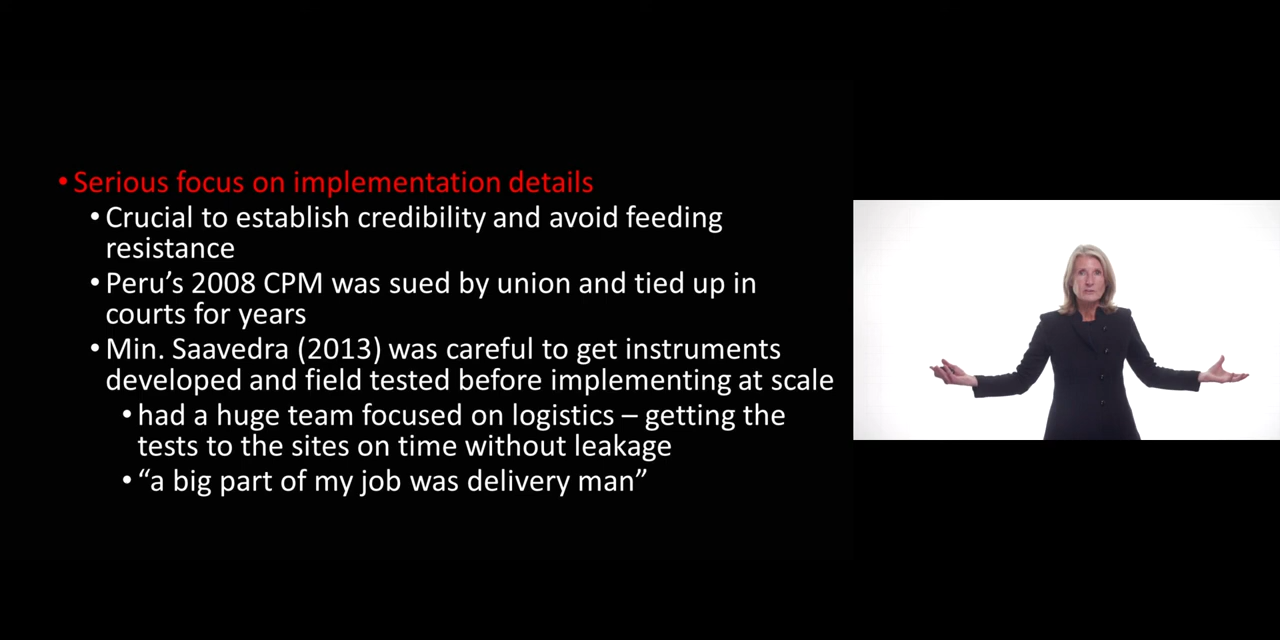 • Serious focus on implementation details
• Crucial to establish credibility and avoid feeding
resistance
• Peru’s 2008 CPM was sued by union and tied up in
courts for years
• Min. Saavedra (2013) was careful to get instruments
developed and field tested before implementing at scale
• had a huge team focused on logistics – getting the
tests to the sites on time without leakage
• “a big part of my job was delivery man”